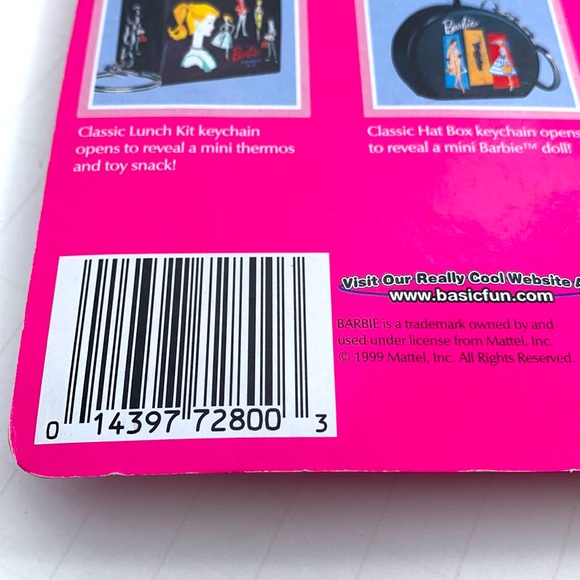 Barbie
Barbie
Classic Lunch Kit keychain
opens to reveal a mini thermos
and toy snack!
Classic Hat Box keychain opens
to reveal a mini Barbie™ doll!
Visit Our Really Cool Website
www.basicfun.com
BARBIE is a trademark owned by and
used under license from Mattel, Inc.
© 1999 Mattel, Inc. All Rights Reserved.
0 14397 72800 3